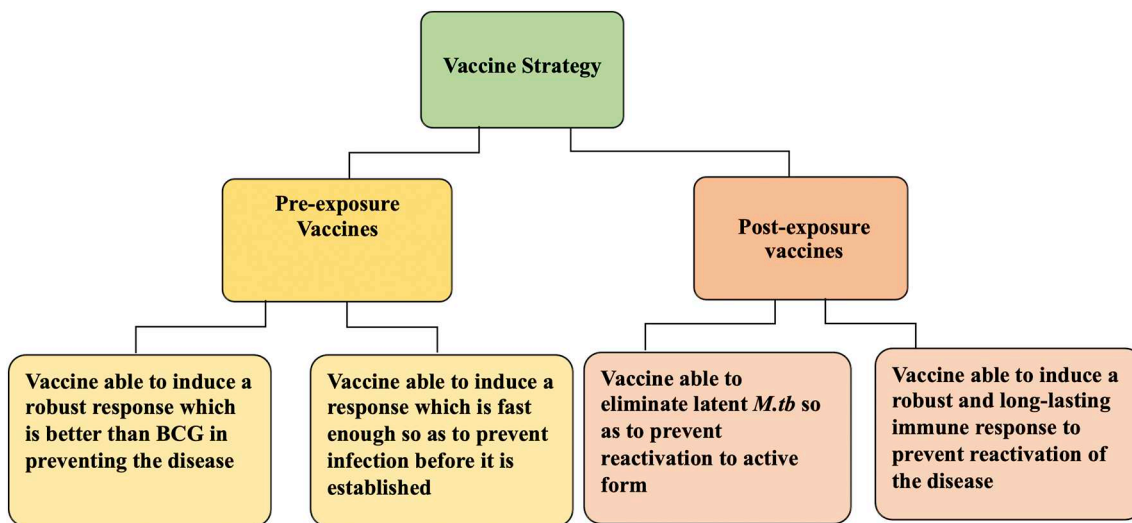 Vaccine Strategy
Pre-exposure
Vaccines
Post-exposure
vaccines
Vaccine able to induce a
robust response which
is better than BCG in
preventing the disease
Vaccine able to induce a
response which is fast
enough so as to prevent
infection before it is
established
Vaccine able to
eliminate latent M.tb so
as to prevent
reactivation to active
form
Vaccine able to induce a
robust and long-lasting
immune response to
prevent reactivation of
the disease